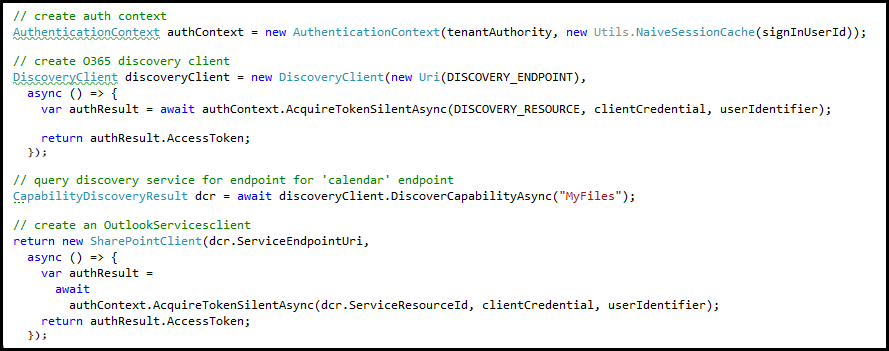 // create auth context
AuthenticationContext authContext = new AuthenticationContext(tenantAuthority, new Utils.NaiveSessionCache(signInUserId));
// create O365 discovery client
DiscoveryClient discoveryClient = new DiscoveryClient(new Uri(DISCOVERY_ENDPOINT),
async () => {
var authResult = await authContext.AcquireTokenSilentAsync(DISCOVERY_RESOURCE, clientCredential, userIdentifier);
return authResult.AccessToken;
});
// query discovery service for endpoint for 'calendar' endpoint
CapabilityDiscoveryResult dcr = await discoveryClient.DiscoverCapabilityAsync("MyFiles");
// create an OutlookServicesclient
return new SharePointClient(dcr.ServiceEndpointUri,
async () => {
var authResult =
await
authContext.AcquireTokenSilentAsync(dcr.ServiceResourceId, clientCredential, userIdentifier);
return authResult.AccessToken;
});